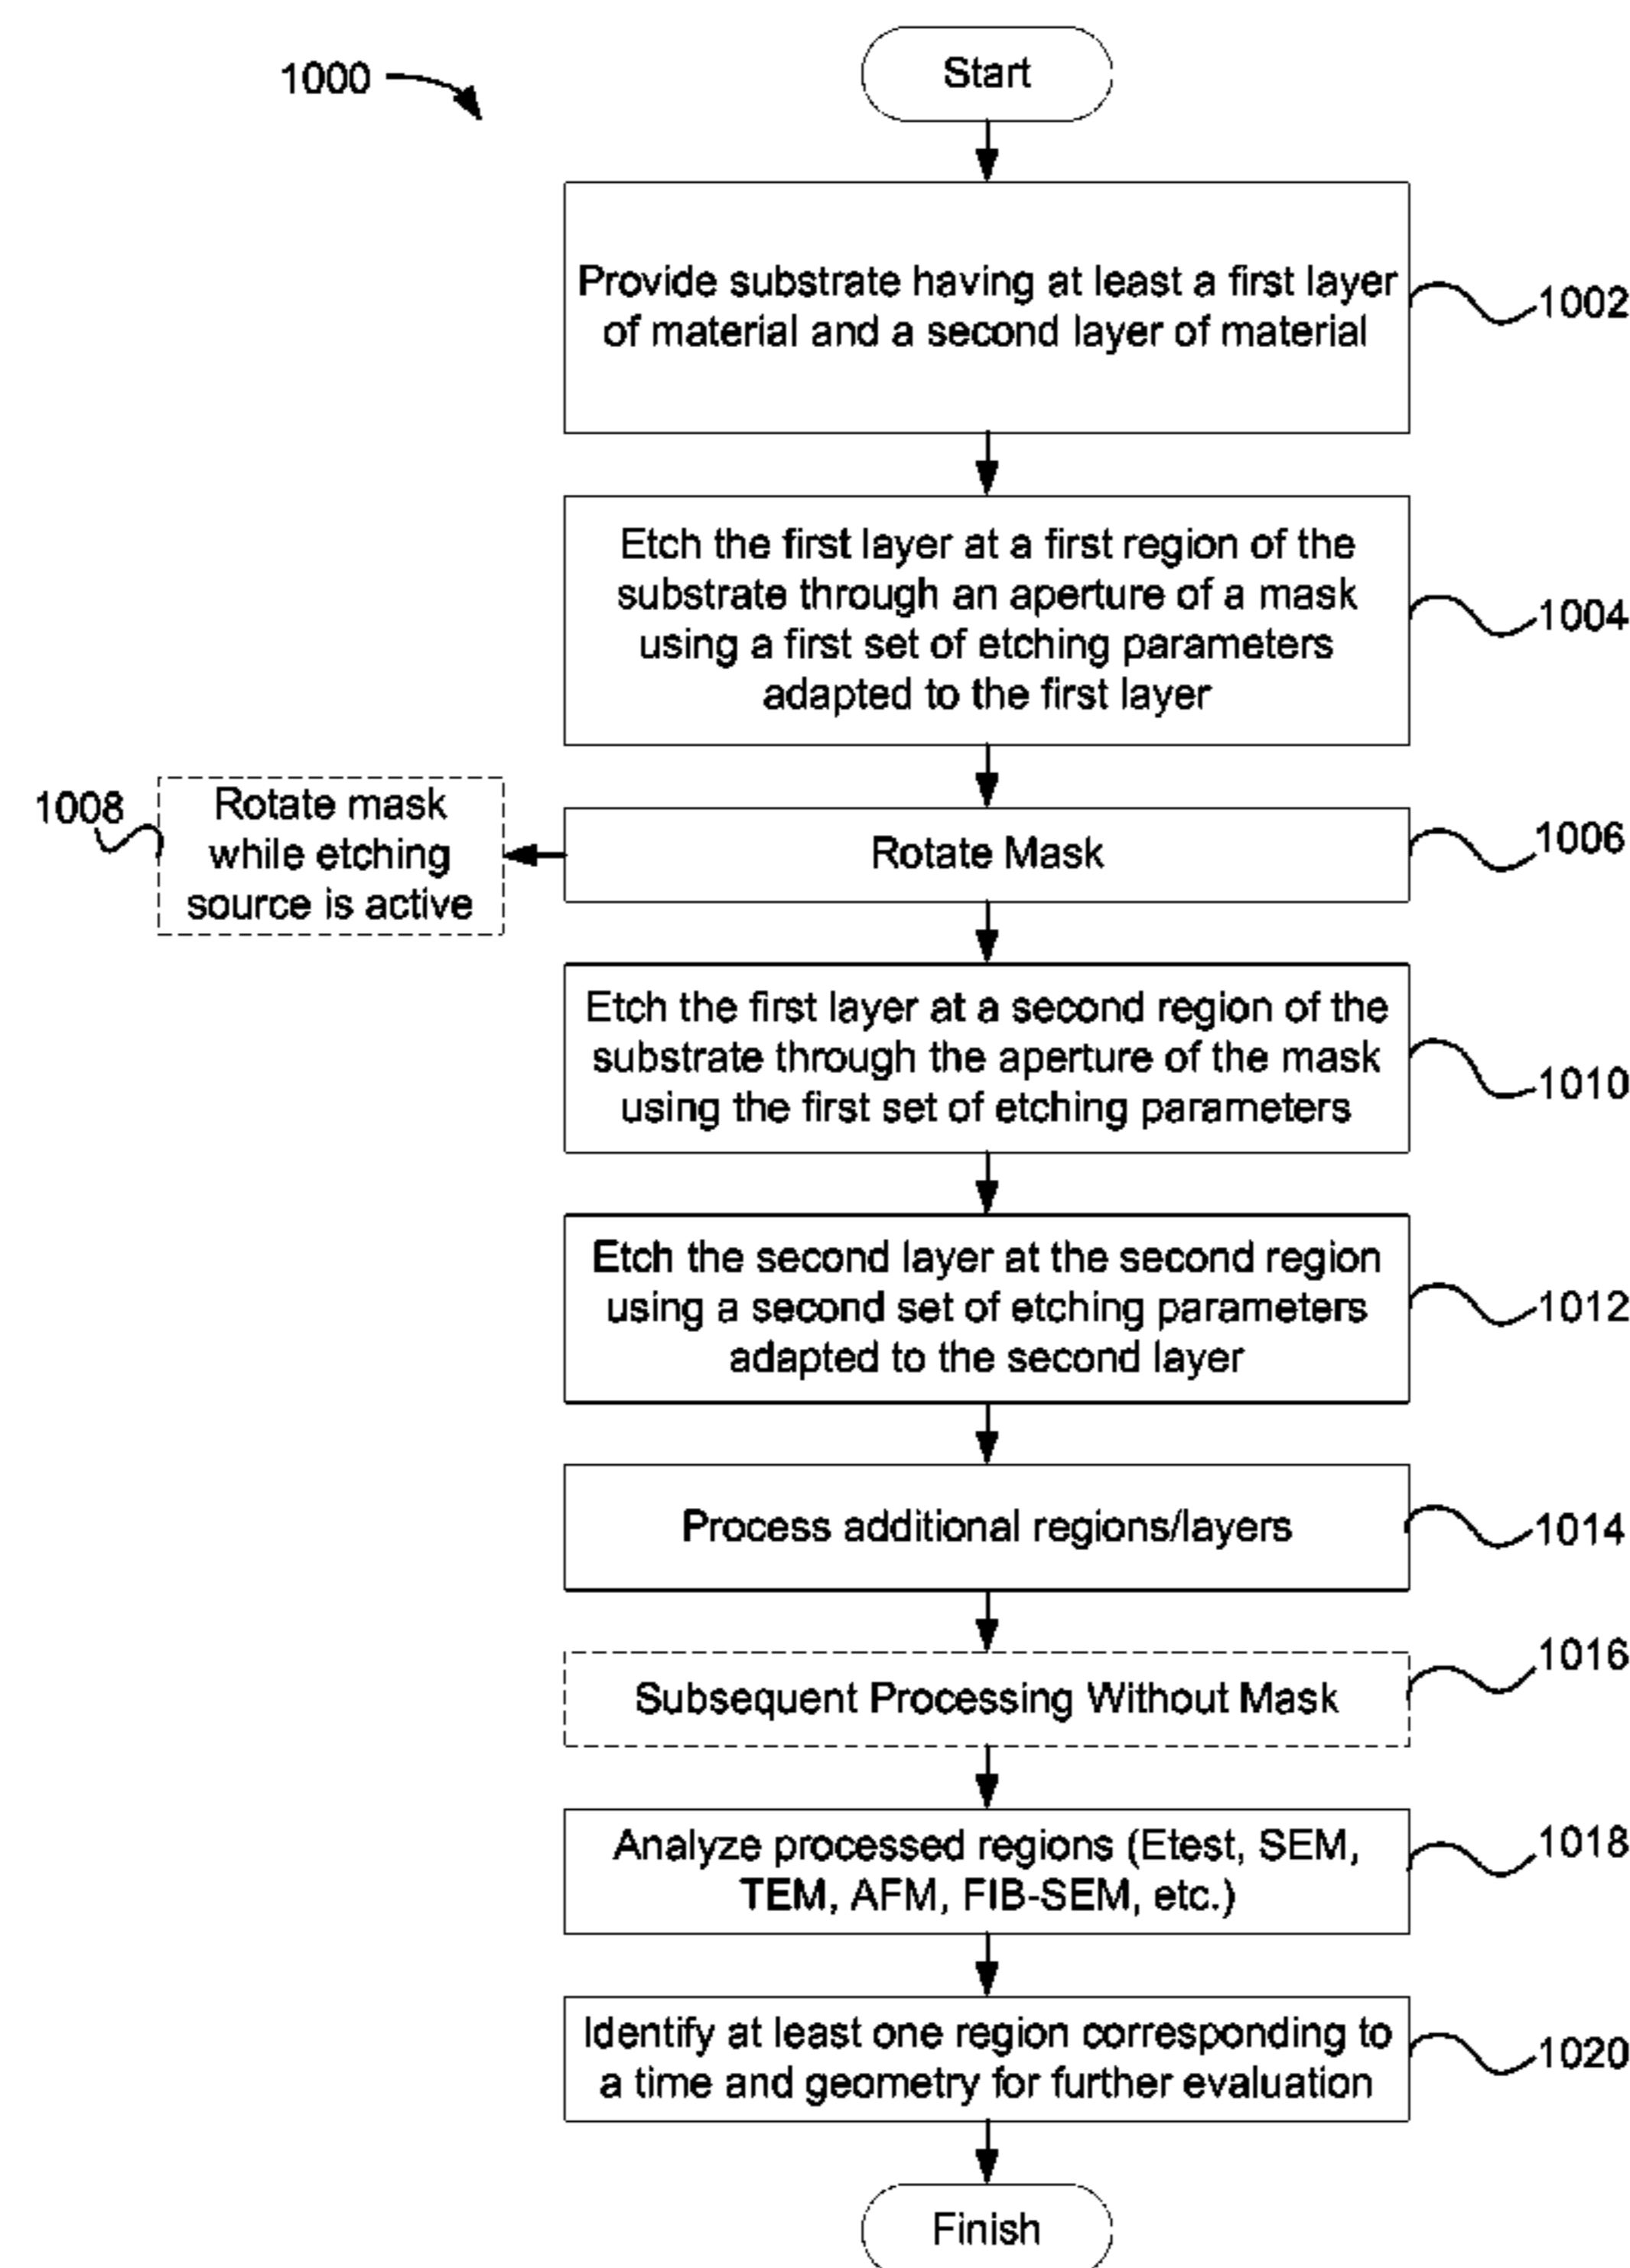 1000
Start
Provide substrate having at least a first layer
of material and a second layer of material
1002
Etch the first layer at a first region of the
substrate through an aperture of a mask
using a first set of etching parameters
adapted to the first layer
1004
Rotate Mask
1006
1008
Rotate mask
while etching
source is active
Etch the first layer at a second region of the
substrate through the aperture of the mask
using the first set of etching parameters
1010
Etch the second layer at the second region
using a second set of etching parameters
adapted to the second layer
1012
Process additional regions/layers
1014
Subsequent Processing Without Mask
1016
Analyze processed regions (Etest, SEM,
TEM, AFM, FIB-SEM, etc.)
1018
Identify at least one region corresponding to
a time and geometry for further evaluation
1020
Finish